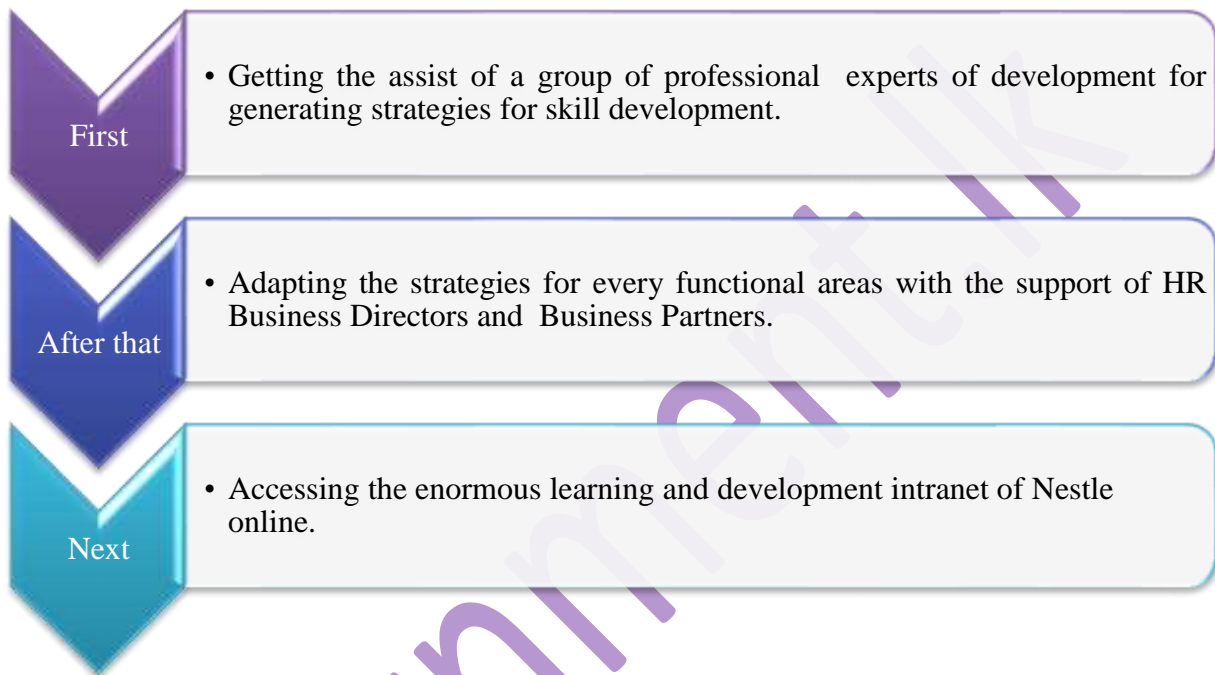 First
• Getting the assist of a group of professional experts of development for
generating strategies for skill development.
After that
• Adapting the strategies for every functional areas with the support of HR
Business Directors and Business Partners.
Next
• Accessing the enormous learning and development intranet of Nestle
online.
nment.lk